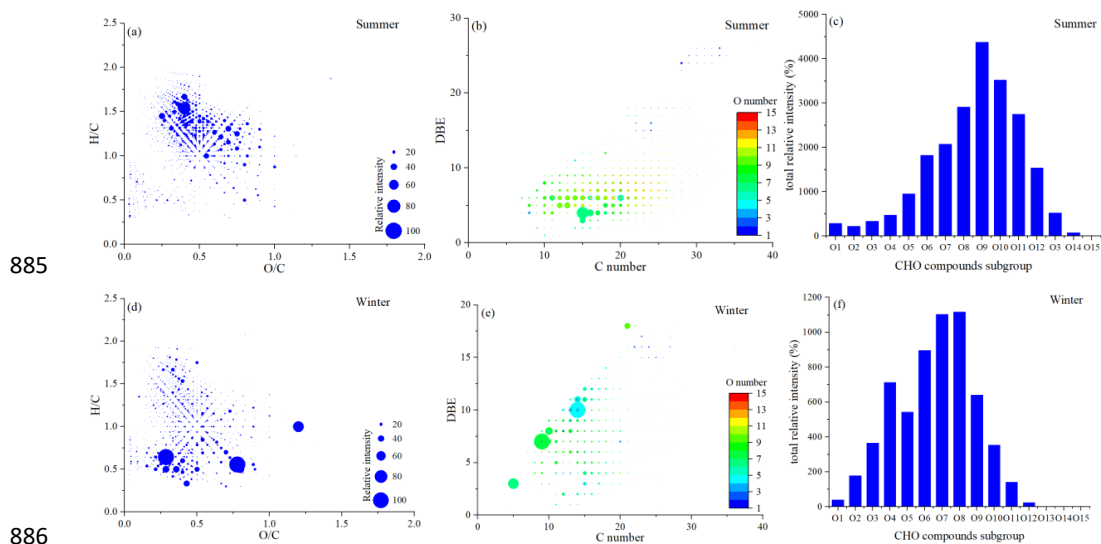 (a) Summer
2.5
2.0
1.5
1.0
0.5
0.0
H/C
0.0 0.5 1.0 1.5 2.0
O/C
Relative intensity
20
40
60
80
100
(b) Summer
30
20
10
0
DBE
0 10 20 30 40
C number
O number
15
13
11
9
7
5
3
1
(c) Summer
5000
4000
3000
2000
1000
0
total relative intensity (%)
O1 O2 O3 O4 O5 O6 O7 O8 O9 O10 O11 O12 O3 O14 O15
CHO compounds subgroup
885
(d) Winter
2.5
2.0
1.5
1.0
0.5
0.0
H/C
0.0 0.5 1.0 1.5 2.0
O/C
Relative intensity
20
40
60
80
100
(e) Winter
20
15
10
5
0
DBE
0 10 20 30 40
C number
O number
15
13
11
9
7
5
3
1
(f) Winter
1200
1000
800
600
400
200
0
total relative intensity (%)
O1 O2 O3 O4 O5 O6 O7 O8 O9 O10 O11 O12 O13O14O15
CHO compounds subgroup
886